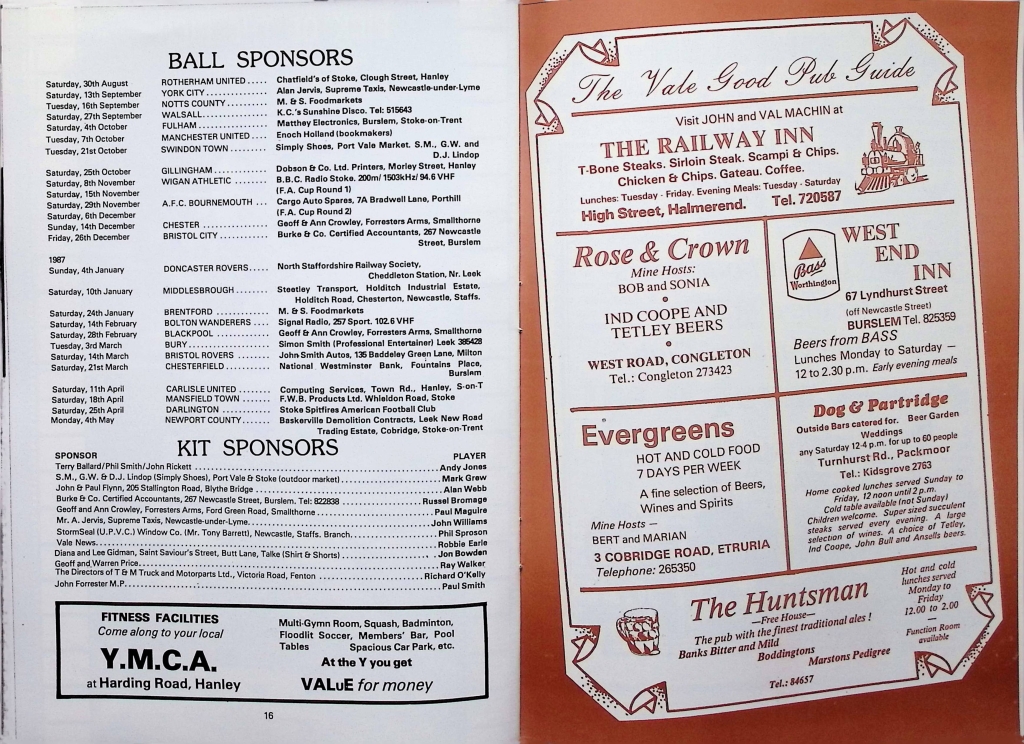 BALL SPONSORS
Saturday, 30th August ROTHERHAM UNITED ..... Chatfield's of Stoke, Clough Street, Hanley
Saturday, 13th September YORK CITY ............. Alan Jervis, Supreme Taxis, Newcastle-under-Lyme
Tuesday, 16th September NOTTS COUNTY .......... M. & S. Foodmarkets
Saturday, 27th September WALSALL ............... K.C.'s Sunshine Disco. Tel: 515643
Saturday, 4th October FULHAM ................ Matthey Electronics, Burslem, Stoke-on-Trent
Tuesday, 7th October MANCHESTER UNITED .... Enoch Holland (bookmakers)
Tuesday, 21st October SWINDON TOWN ......... Simply Shoes, Port Vale Market. S.M., G.W. and
D.J. Lindop
Saturday, 25th October GILLINGHAM ............. Dobson & Co. Ltd. Printers, Morley Street, Hanley
Saturday, 8th November WIGAN ATHLETIC ........ B.B.C. Radio Stoke. 200m/ 1503kHz/ 94.6 VHF
Saturday, 15th November (F.A. Cup Round 1)
Saturday, 29th November A.F.C. BOURNEMOUTH ... Cargo Auto Spares, 7A Bradwell Lane, Porthill
Saturday, 6th December (F.A. Cup Round 2)
Sunday, 14th December CHESTER ............... Geoff & Ann Crowley, Forresters Arms, Smallthorne
Friday, 26th December BRISTOL CITY ............ Burke & Co. Certified Accountants, 267 Newcastle
Street, Burslem
1987
Sunday, 4th January DONCASTER ROVERS ..... North Staffordshire Railway Society,
Cheddleton Station, Nr. Leek
Saturday, 10th January MIDDLESBROUGH ........ Steetley Transport, Holditch Industrial Estate,
Holditch Road, Chesterton, Newcastle, Staffs.
Saturday, 24th January BRENTFORD ............. M. & S. Foodmarkets
Saturday, 14th February BOLTON WANDERERS .... Signal Radio, 257 Sport. 102.6 VHF
Saturday, 28th February BLACKPOOL ............. Geoff & Ann Crowley, Forresters Arms, Smallthorne
Tuesday, 3rd March BURY ................... Simon Smith (Professional Entertainer) Leek 385428
Saturday, 14th March BRISTOL ROVERS ........ John Smith Autos, 135 Baddeley Green Lane, Milton
Saturday, 21st March CHESTERFIELD ........... National Westminster Bank, Fountains Place,
Burslem
Saturday, 11th April CARLISLE UNITED ........ Computing Services, Town Rd., Hanley, S-on-T
Saturday, 18th April MANSFIELD TOWN ........ F.W.B. Products Ltd. Whieldon Road, Stoke
Saturday, 25th April DARLINGTON ............ Stoke Spitfires American Football Club
Monday, 4th May NEWPORT COUNTY ....... Baskerville Demolition Contracts, Leek New Road
Trading Estate, Cobridge, Stoke-on-Trent
KIT SPONSORS
SPONSOR PLAYER
Terry Ballard/Phil Smith/John Rickett ..... Andy Jones
S.M., G.W. & D.J. Lindop (Simply Shoes), Port Vale & Stoke (outdoor market) ..... Mark Grew
John & Paul Flynn, 205 Stallington Road, Blythe Bridge ..... Alan Webb
Burke & Co. Certified Accountants, 267 Newcastle Street, Burslem. Tel: 822838 ..... Russel Bromage
Geoff and Ann Crowley, Forresters Arms, Ford Green Road, Smallthorne ..... Paul Maguire
Mr. A. Jervis, Supreme Taxis, Newcastle-under-Lyme ..... John Williams
StormSeal (U.P.V.C.) Window Co. (Mr. Tony Barrett), Newcastle, Staffs. Branch ..... Phil Sproson
Vale News ..... Robbie Earle
Diana and Lee Gidman, Saint Saviour's Street, Butt Lane, Talke (Shirt & Shorts) ..... Jon Bowden
Geoff and Warren Price ..... Ray Walker
The Directors of T & M Truck and Motorparts Ltd., Victoria Road, Fenton ..... Richard O'Kelly
John Forrester M.P. ..... Paul Smith
FITNESS FACILITIES
Come along to your local
Y.M.C.A.
at Harding Road, Hanley
Multi-Gymn Room, Squash, Badminton,
Floodlit Soccer, Members' Bar, Pool
Tables Spacious Car Park, etc.
At the Y you get
VALuE for money
16
The Vale Good Pub Guide
Visit JOHN and VAL MACHIN at
THE RAILWAY INN
T-Bone Steaks. Sirloin Steak. Scampi & Chips.
Chicken & Chips. Gateau. Coffee.
Lunches: Tuesday - Friday. Evening Meals: Tuesday - Saturday
High Street, Halmerend. Tel. 720587
Rose & Crown
Mine Hosts:
BOB and SONIA
IND COOPE AND
TETLEY BEERS
WEST ROAD, CONGLETON
Tel.: Congleton 273423
Bass
Worthington
WEST
END
INN
67 Lyndhurst Street
(off Newcastle Street)
BURSLEM Tel. 825359
Beers from BASS
Lunches Monday to Saturday —
12 to 2.30 p.m. Early evening meals
Evergreens
HOT AND COLD FOOD
7 DAYS PER WEEK
A fine selection of Beers,
Wines and Spirits
Mine Hosts —
BERT and MARIAN
3 COBRIDGE ROAD, ETRURIA
Telephone: 265350
Dog & Partridge
Outside Bars catered for. Beer Garden
Weddings
any Saturday 12-4 p.m. for up to 60 people
Turnhurst Rd., Packmoor
Tel.: Kidsgrove 2763
Home cooked lunches served Sunday to
Friday, 12 noon until 2 p.m.
Cold table available (not Sunday)
Children welcome. Super sized succulent
steaks served every evening. A large
selection of wines. A choice of Tetley,
Ind Coope, John Bull and Ansells beers.
The Huntsman
—Free House—
The pub with the finest traditional ales !
Banks Bitter and Mild
Boddingtons
Marstons Pedigree
Tel.: 84657
Hot and cold
lunches served
Monday to
Friday
12.00 to 2.00
—
Function Room
available